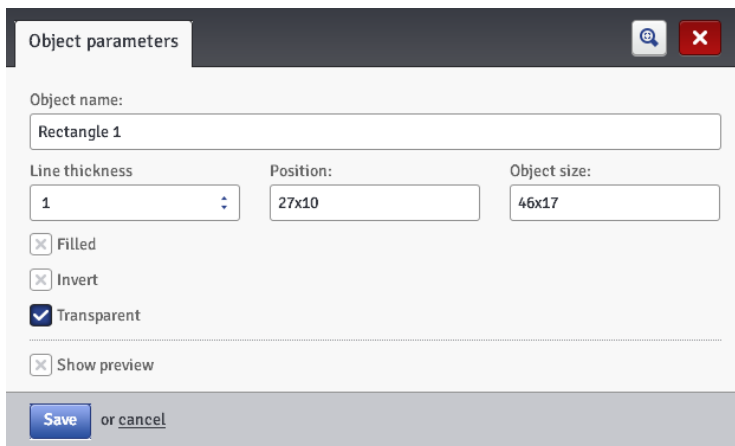 Object parameters
Object name:
Rectangle 1
Line thickness Position: Object size:
1 27x10 46x17
Filled
Invert
Transparent
Show preview
Save or cancel